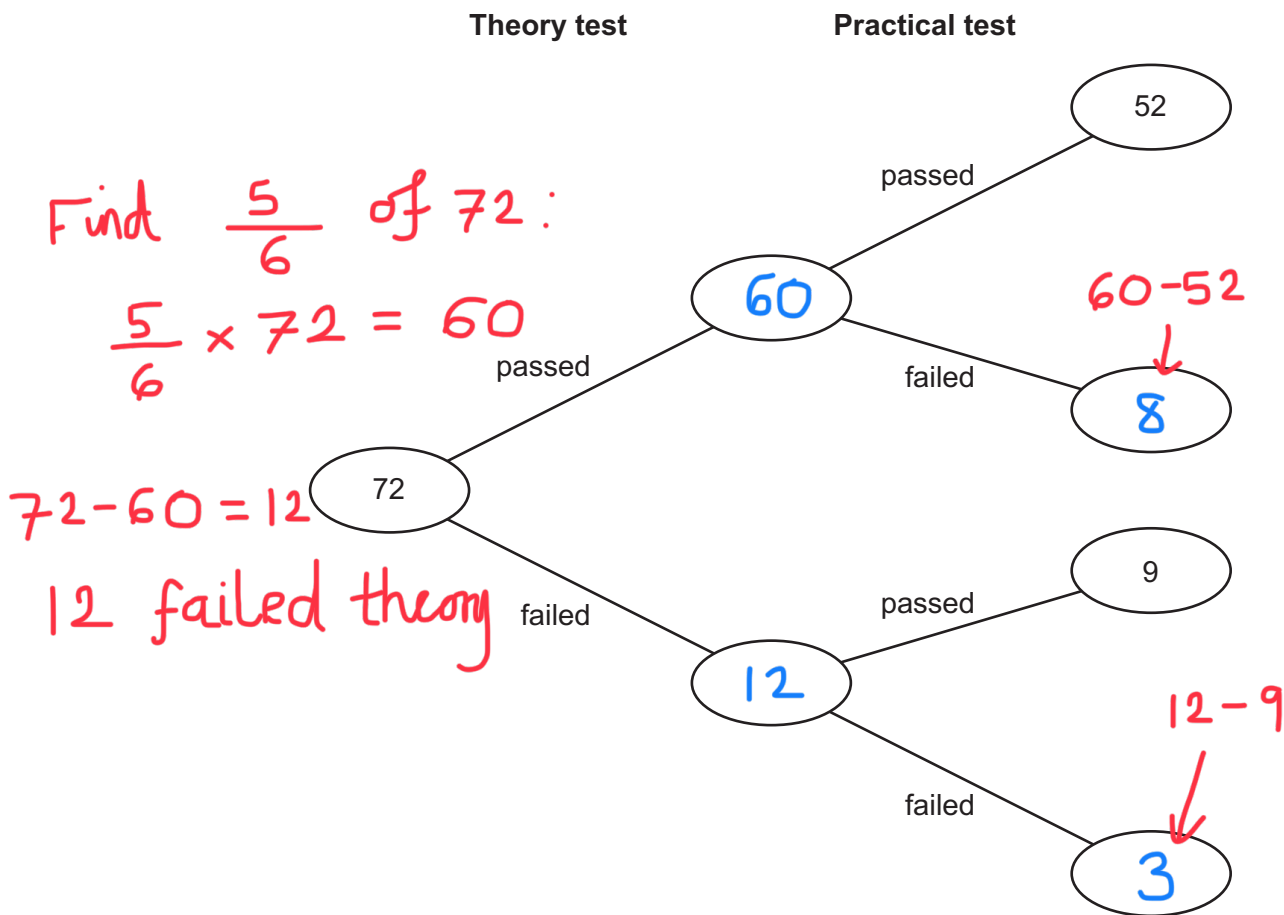 Theory test Practical test
52
passed
Find 5/6 of 72:
60
60-52
5/6 × 72 = 60
passed
failed
8
72
72-60=12
9
12 failed theory
failed
passed
12
12-9
failed
3